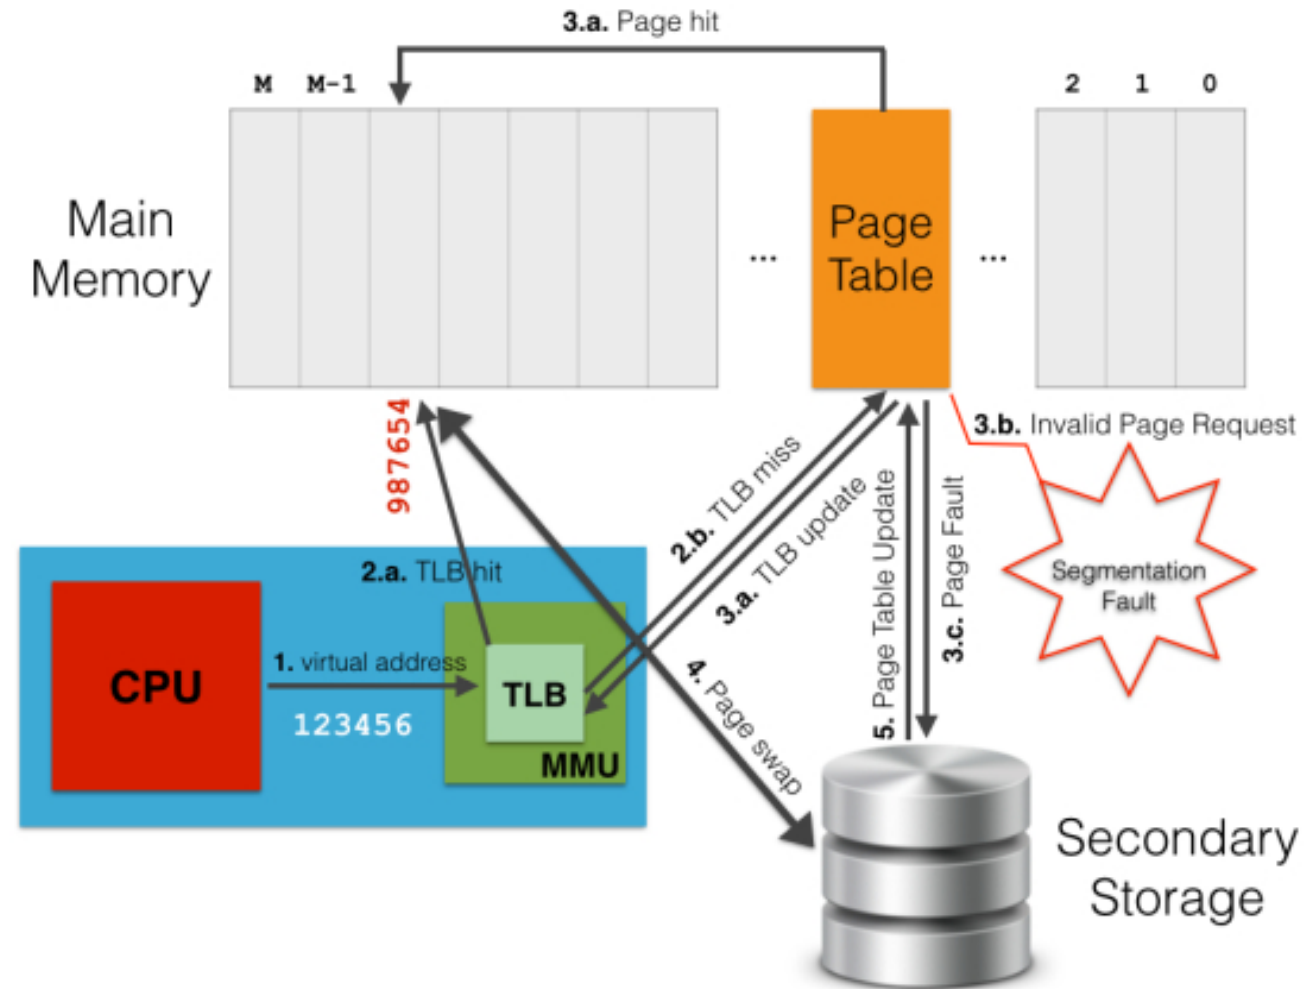 3.a. Page hit
M M-1
2 1 0
Main
Memory
...
Page
Table
...
987654
2.b. TLB miss
3.a. TLB update
5. Page Table Update
3.c. Page Fault
3.b. Invalid Page Request
Segmentation
Fault
2.a. TLB hit
CPU
1. virtual address
123456
TLB
MMU
4. Page swap
Secondary
Storage